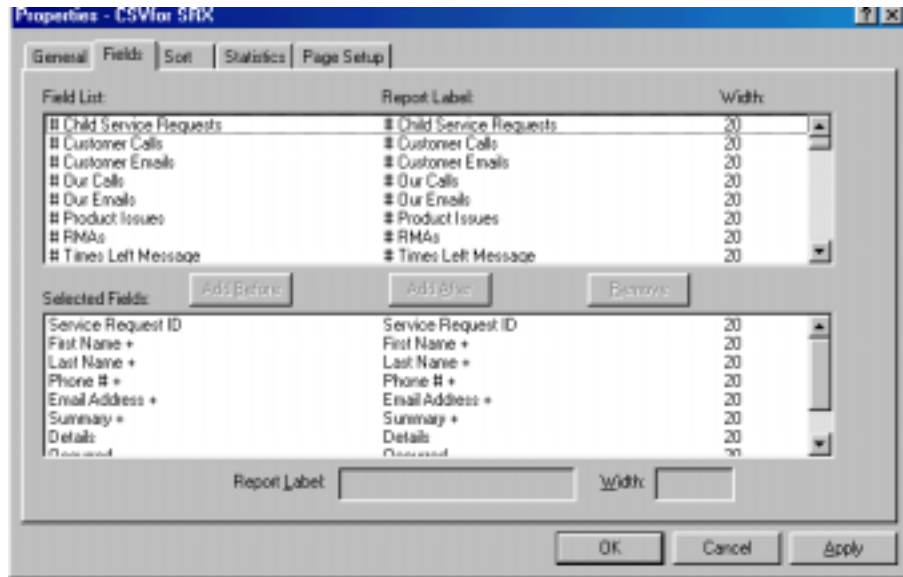 Properties - CSVfor SRX
General Fields Sort Statistics Page Setup
Field List: Report Label: Width:
# Child Service Requests # Child Service Requests 20
# Customer Calls # Customer Calls 20
# Customer Emails # Customer Emails 20
# Our Calls # Our Calls 20
# Our Emails # Our Emails 20
# Product Issues # Product Issues 20
# RMAs # RMAs 20
# Times Left Message # Times Left Message 20
Selected Fields: Add Before Add After Remove
Service Request ID Service Request ID 20
First Name + First Name + 20
Last Name + Last Name + 20
Phone # + Phone # + 20
Email Address + Email Address + 20
Summary + Summary + 20
Details Details 20
Report Label: Width:
OK Cancel Apply